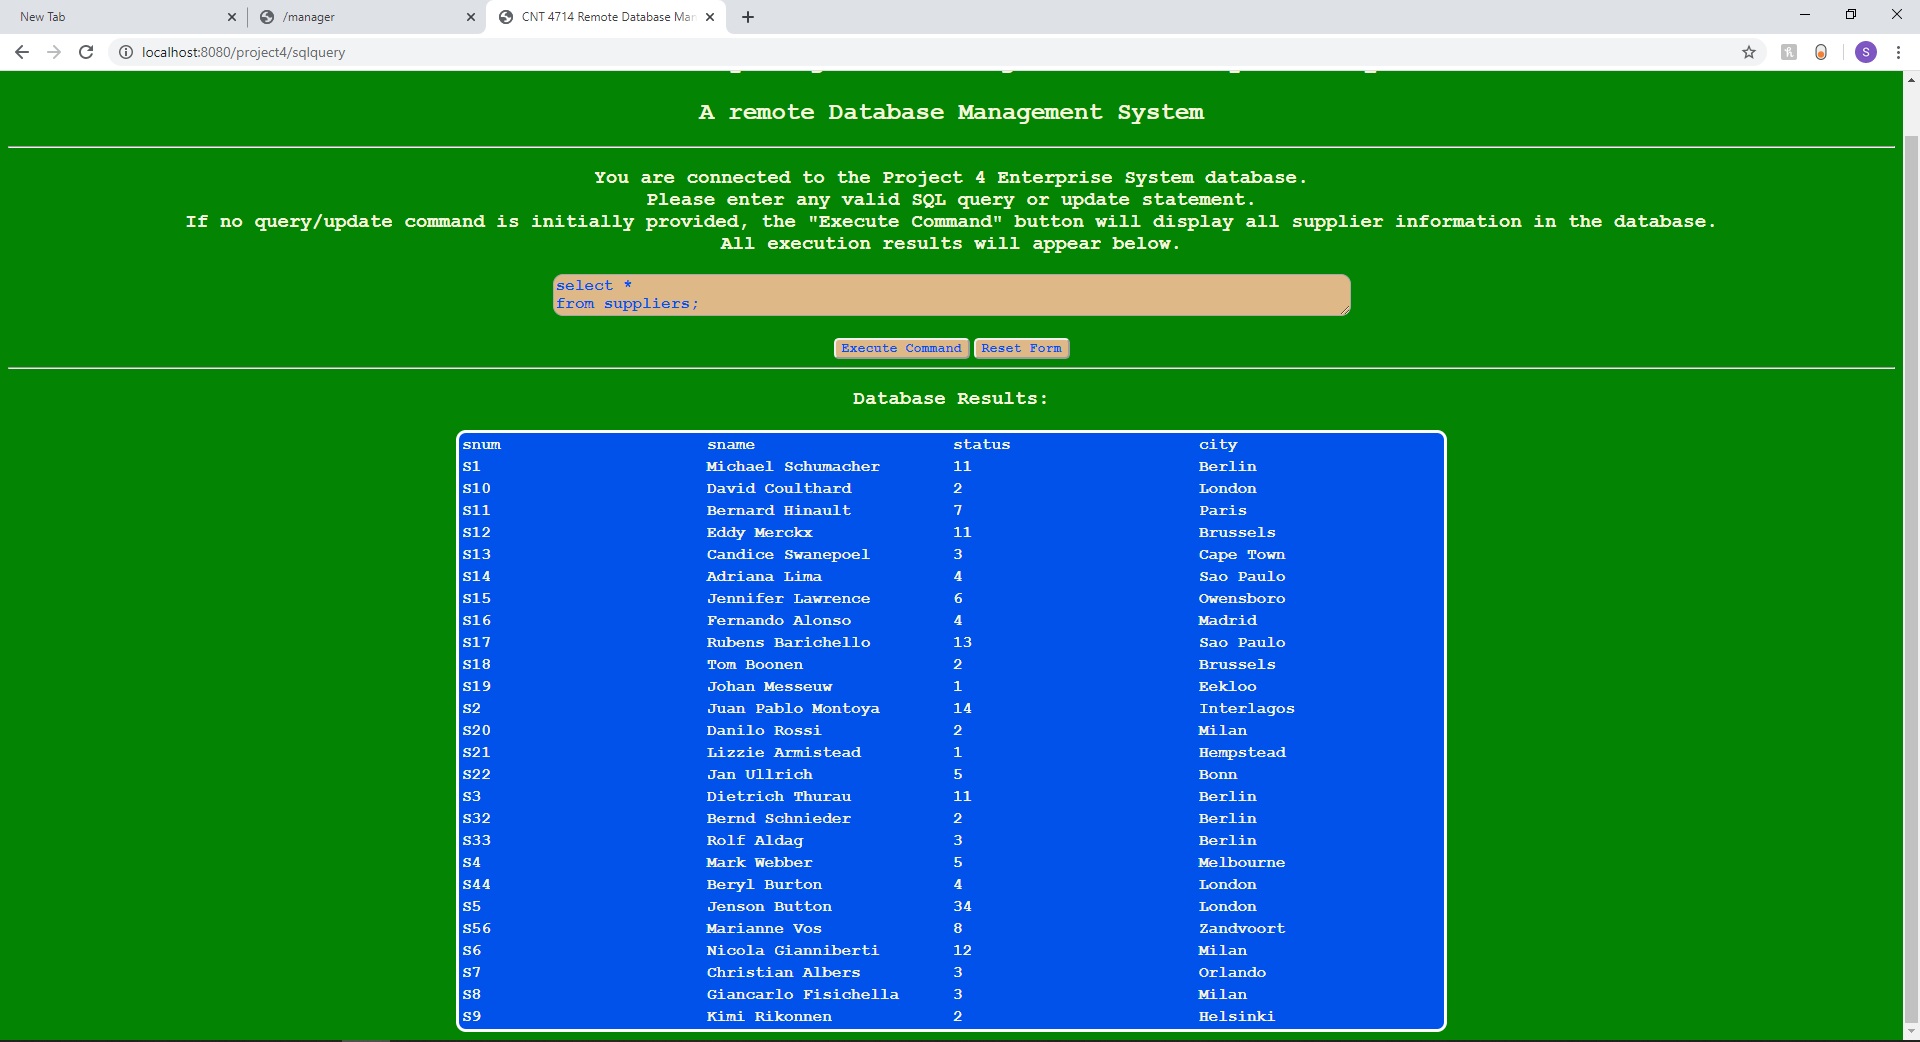 New Tab
/manager
CNT 4714 Remote Database Man
localhost:8080/project4/sqlquery
S
A remote Database Management System
You are connected to the Project 4 Enterprise System database.
Please enter any valid SQL query or update statement.
If no query/update command is initially provided, the "Execute Command" button will display all supplier information in the database.
All execution results will appear below.
select *
from suppliers;
Execute Command Reset Form
Database Results:
snum sname status city
S1 Michael Schumacher 11 Berlin
S10 David Coulthard 2 London
S11 Bernard Hinault 7 Paris
S12 Eddy Merckx 11 Brussels
S13 Candice Swanepoel 3 Cape Town
S14 Adriana Lima 4 Sao Paulo
S15 Jennifer Lawrence 6 Owensboro
S16 Fernando Alonso 4 Madrid
S17 Rubens Barichello 13 Sao Paulo
S18 Tom Boonen 2 Brussels
S19 Johan Messeuw 1 Eekloo
S2 Juan Pablo Montoya 14 Interlagos
S20 Danilo Rossi 2 Milan
S21 Lizzie Armistead 1 Hempstead
S22 Jan Ullrich 5 Bonn
S3 Dietrich Thurau 11 Berlin
S32 Bernd Schnieder 2 Berlin
S33 Rolf Aldag 3 Berlin
S4 Mark Webber 5 Melbourne
S44 Beryl Burton 4 London
S5 Jenson Button 34 London
S56 Marianne Vos 8 Zandvoort
S6 Nicola Gianniberti 12 Milan
S7 Christian Albers 3 Orlando
S8 Giancarlo Fisichella 3 Milan
S9 Kimi Rikonnen 2 Helsinki